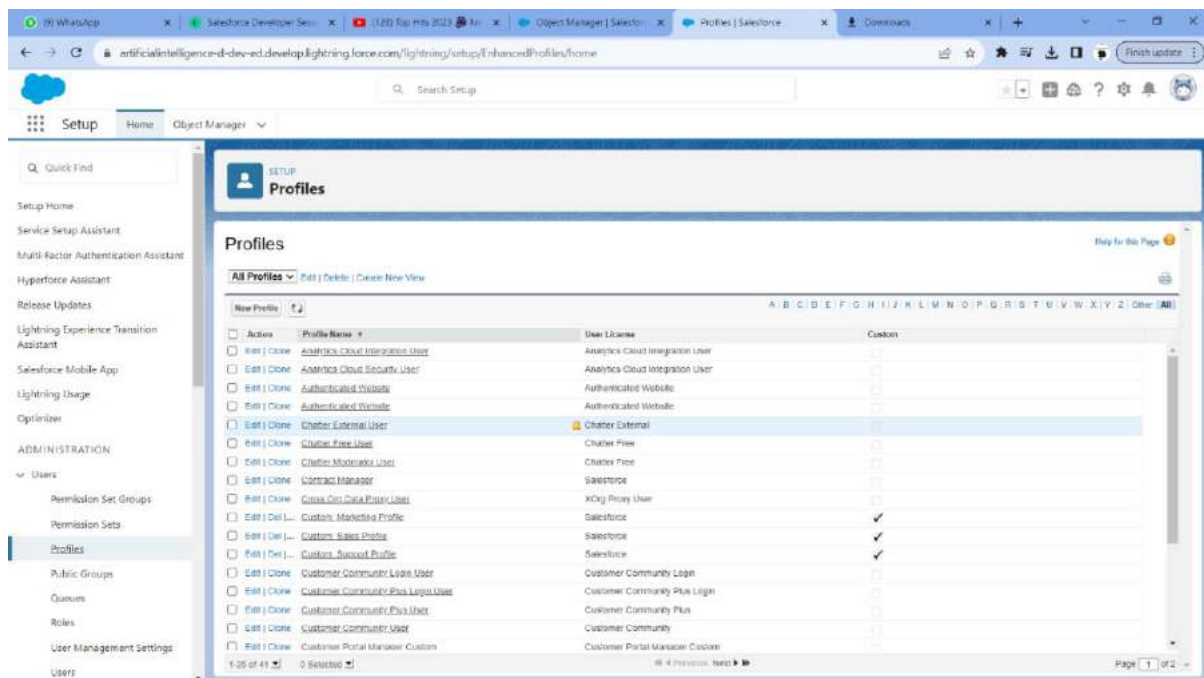 (9) WhatsApp
Salesforce Developer
(128) Top Hits 2023
Object Manager | Salesfor
Profiles | Salesforce
Downloads
artificialintelligence-d-dev-ed.develop.lightning.force.com/lightning/setup/EnhancedProfiles/home
Finish update
Search Setup
Setup Home Object Manager
Quick Find
Setup Home
Service Setup Assistant
Multi-Factor Authentication Assistant
Hyperforce Assistant
Release Updates
Lightning Experience Transition
Assistant
Salesforce Mobile App
Lightning Usage
Optimizer
ADMINISTRATION
Users
Permission Set Groups
Permission Sets
Profiles
Public Groups
Queues
Roles
User Management Settings
Users
SETUP
Profiles
Profiles
Help for this Page
All Profiles Edit | Delete | Create New View
New Profile
A | B | C | D | E | F | G | H | I | J | K | L | M | N | O | P | Q | R | S | T | U | V | W | X | Y | Z | Other | All
Action Profile Name User License Custom
Edit | Clone Analytics Cloud Integration User Analytics Cloud Integration User
Edit | Clone Analytics Cloud Security User Analytics Cloud Integration User
Edit | Clone Authenticated Website Authenticated Website
Edit | Clone Authenticated Website Authenticated Website
Edit | Clone Chatter External User Chatter External
Edit | Clone Chatter Free User Chatter Free
Edit | Clone Chatter Moderator User Chatter Free
Edit | Clone Contract Manager Salesforce
Edit | Clone Cross Org Data Proxy User XOrg Proxy User
Edit | Del | ... Custom: Marketing Profile Salesforce
Edit | Del | ... Custom: Sales Profile Salesforce
Edit | Del | ... Custom: Support Profile Salesforce
Edit | Clone Customer Community Login User Customer Community Login
Edit | Clone Customer Community Plus Login User Customer Community Plus Login
Edit | Clone Customer Community Plus User Customer Community Plus
Edit | Clone Customer Community User Customer Community
Edit | Clone Customer Portal Manager Custom Customer Portal Manager Custom
1-25 of 41 0 Selected Previous Next Page 1 of 2